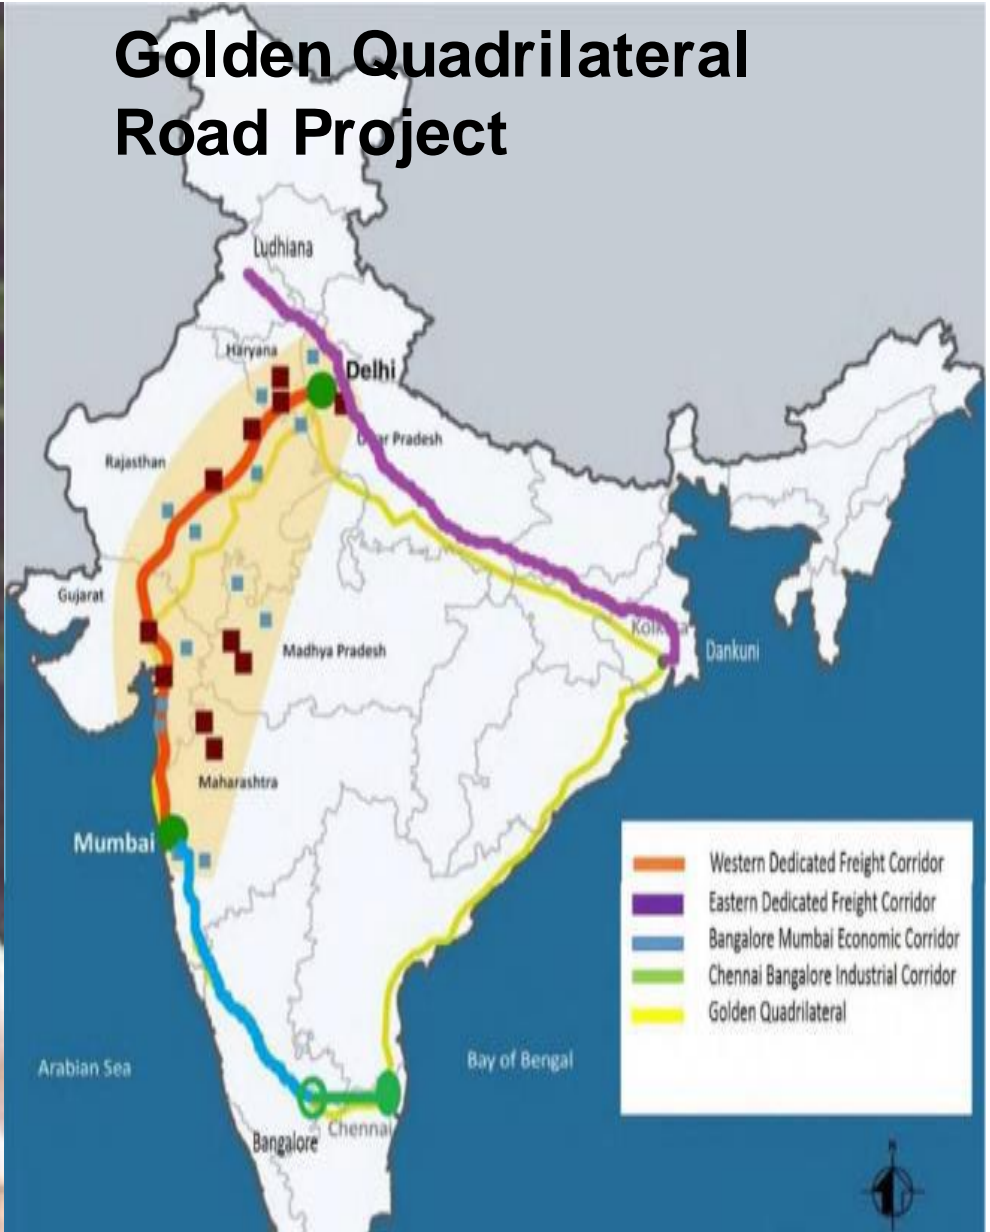 Golden Quadrilateral
Road Project
Ludhiana
Haryana
Delhi
Pradesh
Rajasthan
Gujarat
Madhya Pradesh
Dankuni
Maharashtra
Mumbai
Western Dedicated Freight Corridor
Eastern Dedicated Freight Corridor
Bangalore Mumbai Economic Corridor
Chennai Bangalore Industrial Corridor
Golden Quadrilateral
Arabian Sea
Bay of Bengal
Chennai
Bangalore
N